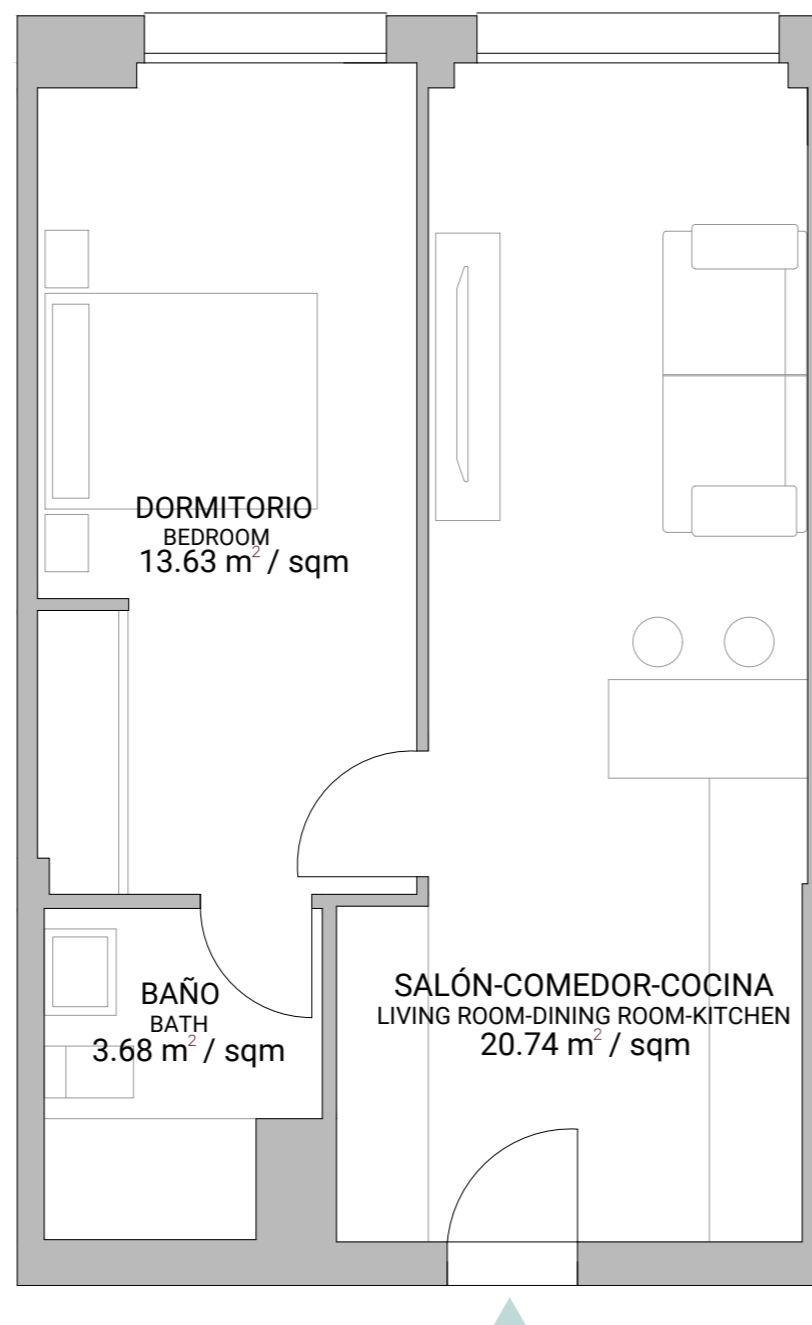 DORMITORIO
BEDROOM
13.63 m² / sqm
BAÑO
BATH
3.68 m² / sqm
SALÓN-COMEDOR-COCINA
LIVING ROOM-DINING ROOM-KITCHEN
20.74 m² / sqm